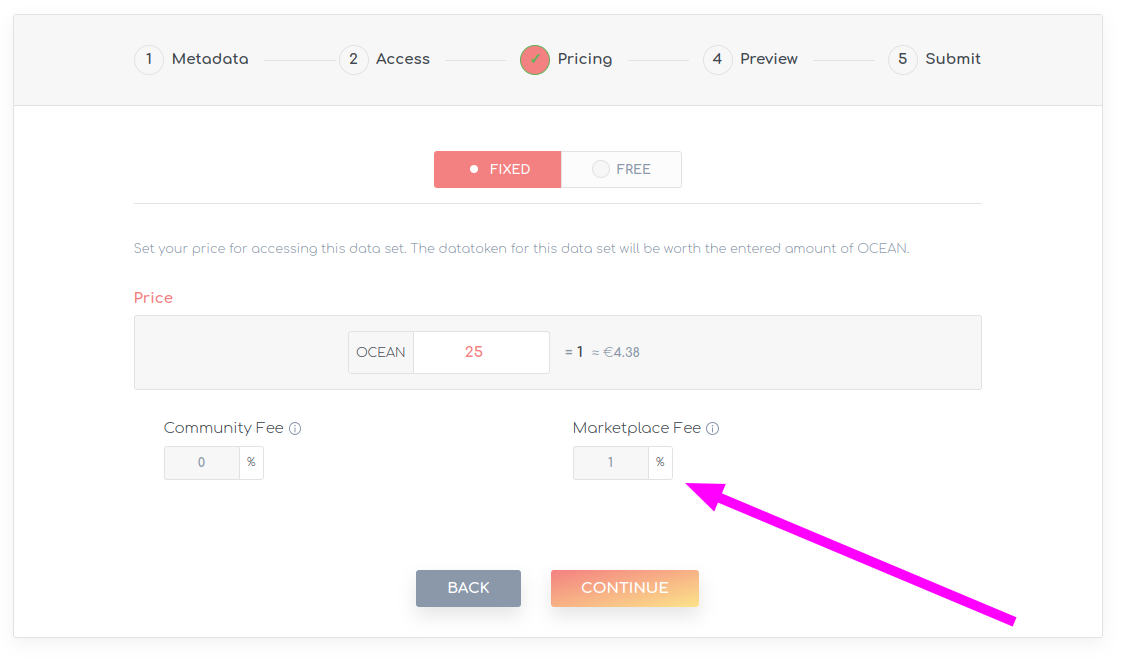 1 Metadata 2 Access ✓ Pricing 4 Preview 5 Submit
FIXED FREE
Set your price for accessing this data set. The datatoken for this data set will be worth the entered amount of OCEAN.
Price
OCEAN 25 = 1 ≈ €4.38
Community Fee ⓘ Marketplace Fee ⓘ
0 % 1 %
BACK CONTINUE